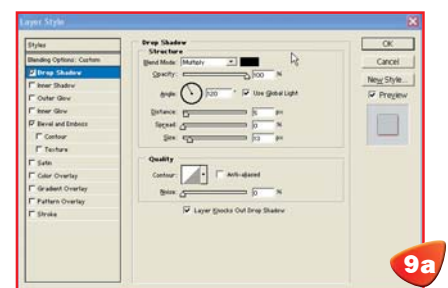 Layer Style
Styles
Blending Options: Custom
Drop Shadow
Inner Shadow
Outer Glow
Inner Glow
Bevel and Emboss
Contour
Texture
Satin
Color Overlay
Gradient Overlay
Pattern Overlay
Stroke
Drop Shadow
Structure
Blend Mode: Multiply
Opacity: 100 %
Angle: 120 ° Use Global Light
Distance: 5 px
Spread: 0 %
Size: 13 px
Quality
Contour: Anti-aliased
Noise: 0 %
Layer Knocks Out Drop Shadow
OK
Cancel
New Style...
Preview
9a